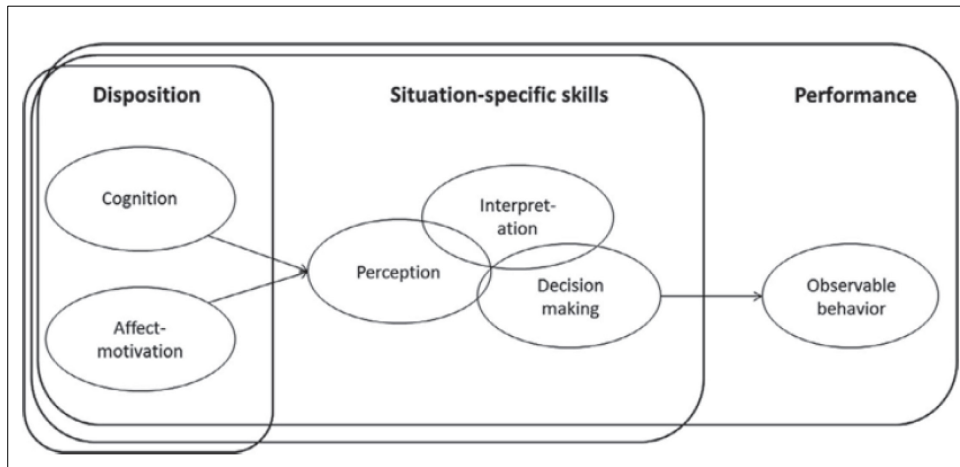 Disposition
Situation-specific skills
Performance
Cognition
Affect-
motivation
Perception
Interpret-
ation
Decision
making
Observable
behavior